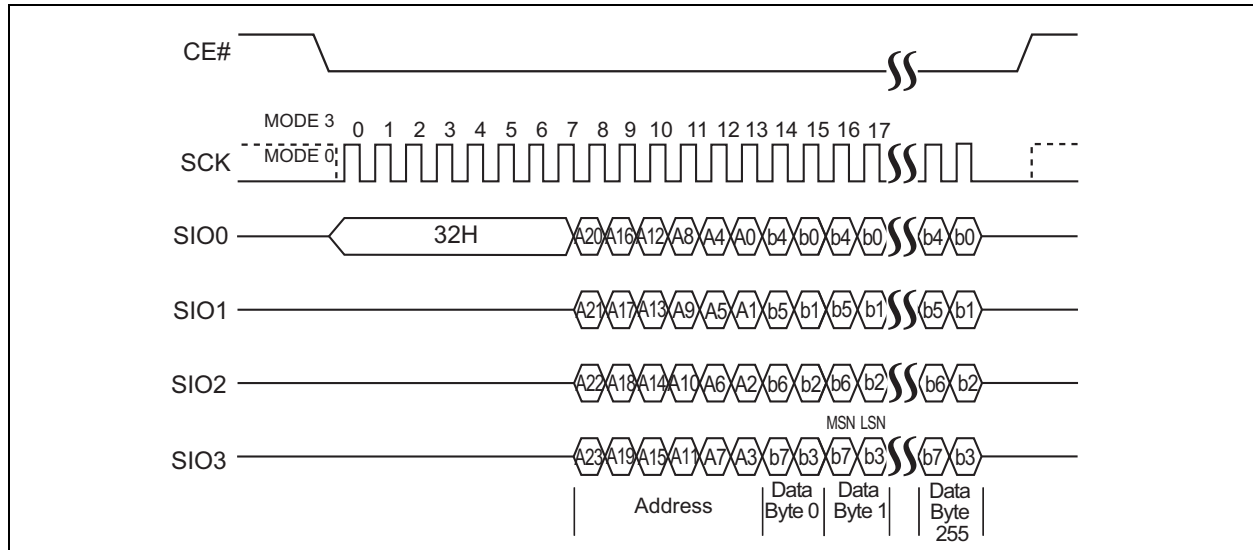 CE#
MODE 3
0 1 2 3 4 5 6 7 8 9 10 11 12 13 14 15 16 17
SCK
MODE 0
SIO0
32H
A20 A16 A12 A8 A4 A0 b4 b0 b4 b0 b4 b0
SIO1
A21 A17 A13 A9 A5 A1 b5 b1 b5 b1 b5 b1
SIO2
A22 A18 A14 A10 A6 A2 b6 b2 b6 b2 b6 b2
MSN LSN
SIO3
A23 A19 A15 A11 A7 A3 b7 b3 b7 b3 b7 b3
Address
Data
Byte 0
Data
Byte 1
Data
Byte
255